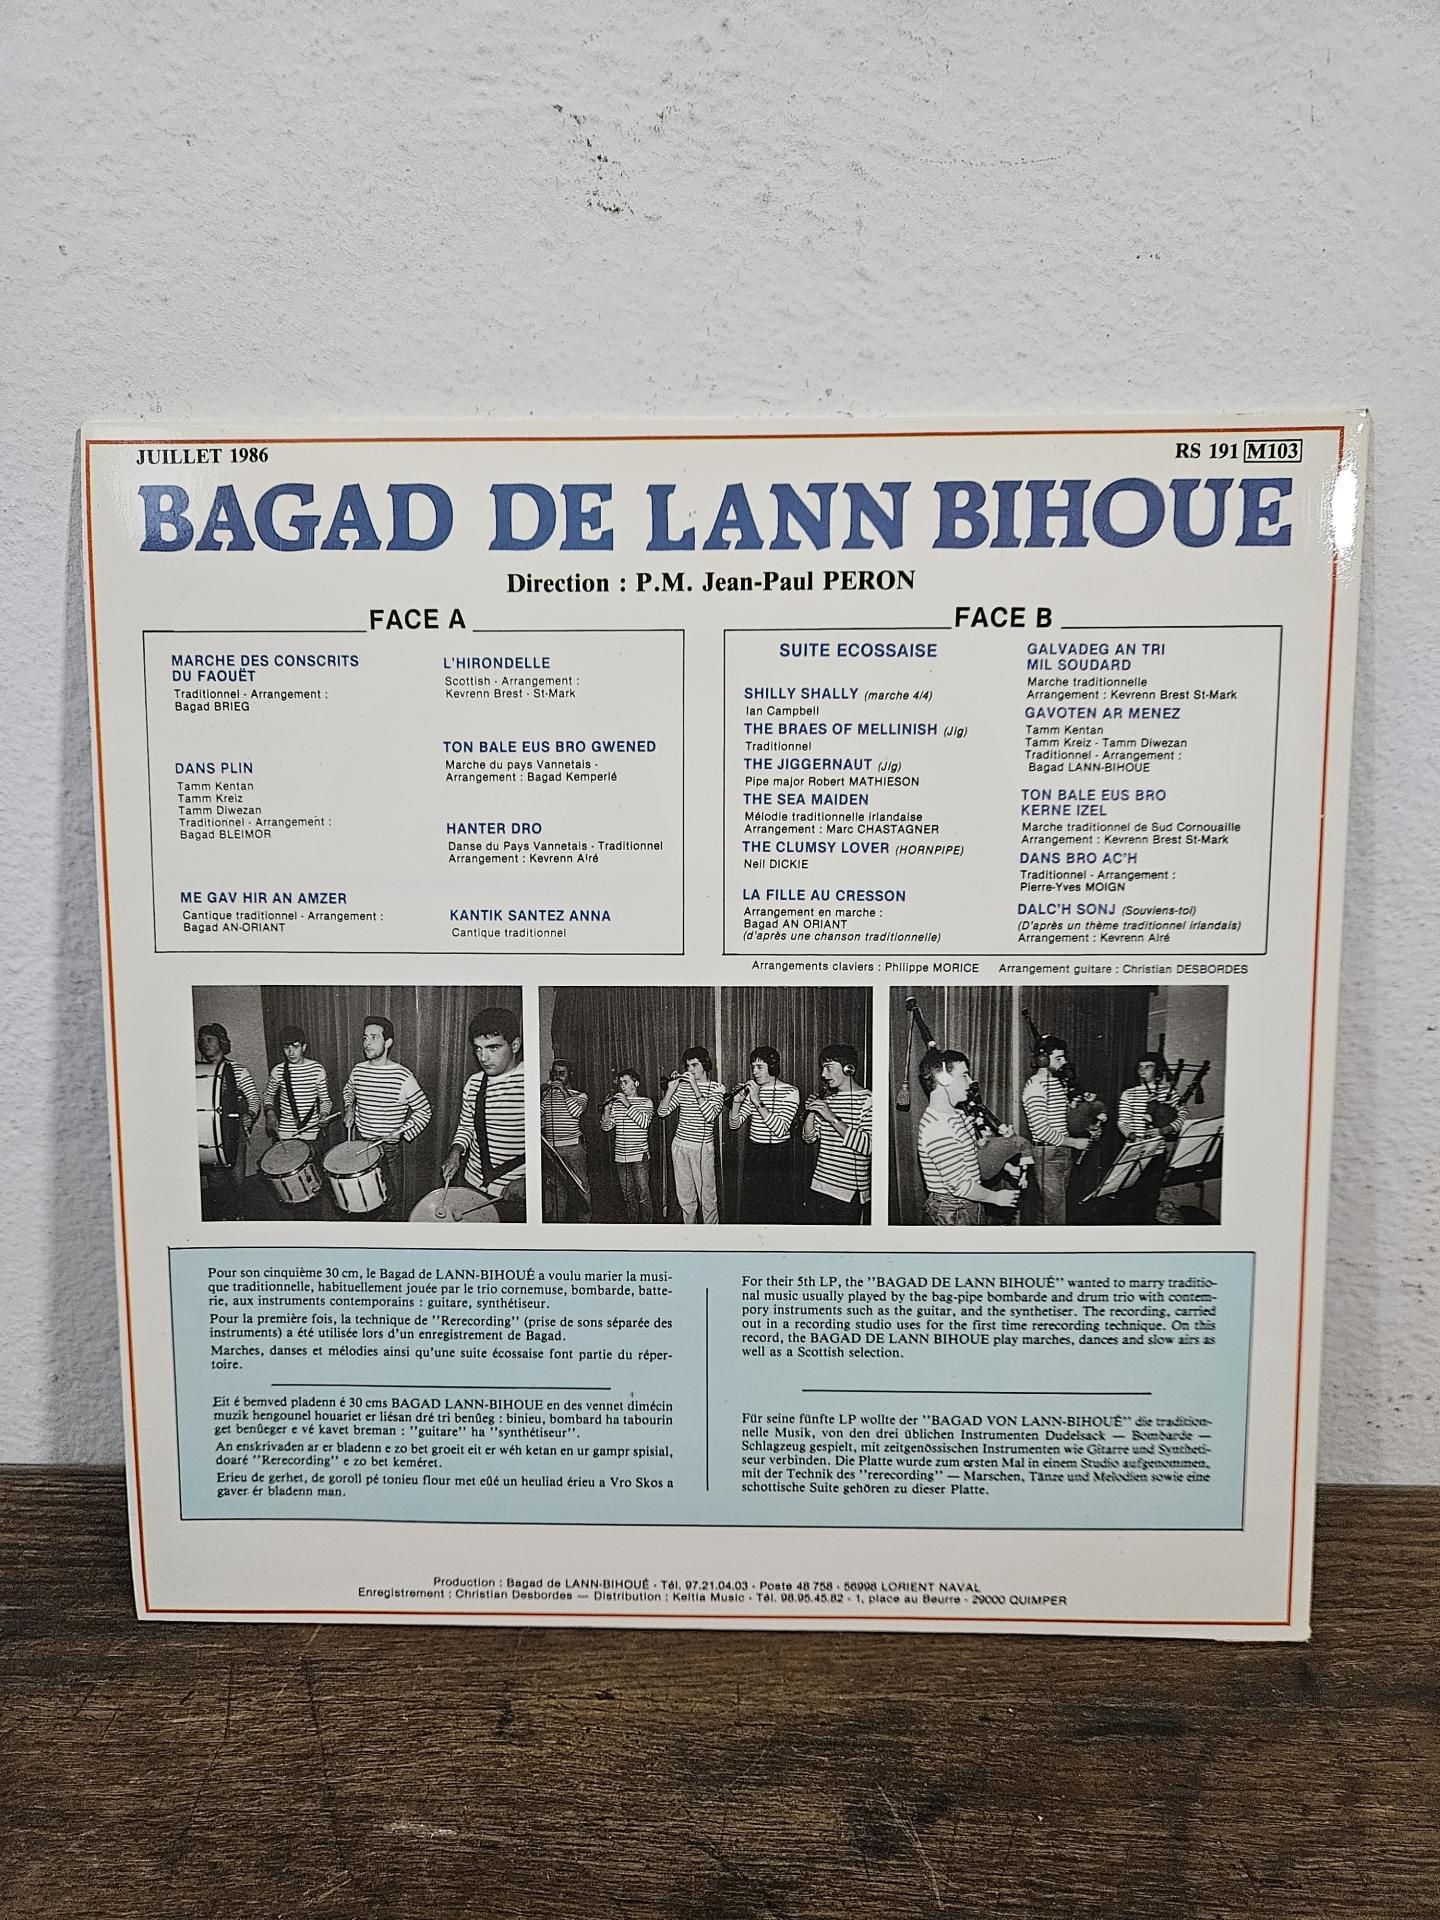 JUILLET 1986
RS 191 M103
BAGAD DE LANN BIHOUE
Direction : P.M. Jean-Paul PERON
FACE A
MARCHE DES CONSCRITS
DU FAOUËT
Traditionnel - Arrangement :
Bagad BRIEG
DANS PLIN
Tamm Kentan
Tamm Kreiz
Tamm Diwezan
Traditionnel - Arrangement :
Bagad BLEIMOR
ME GAV HIR AN AMZER
Cantique traditionnel - Arrangement :
Bagad AN-ORIANT
L'HIRONDELLE
Scottish - Arrangement :
Kevrenn Brest - St-Mark
TON BALE EUS BRO GWENED
Marche du pays Vannetais -
Arrangement : Bagad Kemperlé
HANTER DRO
Danse du Pays Vannetais - Traditionnel
Arrangement : Kevrenn Alré
KANTIK SANTEZ ANNA
Cantique traditionnel
FACE B
SUITE ECOSSAISE
SHILLY SHALLY (marche 4/4)
Ian Campbell
THE BRAES OF MELLINISH (Jig)
Traditionnel
THE JIGGERNAUT (Jig)
Pipe major Robert MATHIESON
THE SEA MAIDEN
Mélodie traditionnelle irlandaise
Arrangement : Marc CHASTAGNER
THE CLUMSY LOVER (HORNPIPE)
Neil DICKIE
LA FILLE AU CRESSON
Arrangement en marche :
Bagad AN ORIANT
(d'après une chanson traditionnelle)
GALVADEG AN TRI
MIL SOUDARD
Marche traditionnelle
Arrangement : Kevrenn Brest St-Mark
GAVOTEN AR MENEZ
Tamm Kentan
Tamm Kreiz - Tamm Diwezan
Traditionnel - Arrangement :
Bagad LANN-BIHOUE
TON BALE EUS BRO
KERNE IZEL
Marche traditionnel de Sud Cornouaille
Arrangement : Kevrenn Brest St-Mark
DANS BRO AC'H
Traditionnel - Arrangement :
Pierre-Yves MOIGN
DALC'H SONJ (Souviens-toi)
(D'après un thème traditionnel irlandais)
Arrangement : Kevrenn Alré
Arrangements claviers : Philippe MORICE Arrangement guitare : Christian DESBORDES
Pour son cinquième 30 cm, le Bagad de LANN-BIHOUÉ a voulu marier la musi-
que traditionnelle, habituellement jouée par le trio cornemuse, bombarde, batte-
rie, aux instruments contemporains : guitare, synthétiseur.
Pour la première fois, la technique de "Rerecording" (prise de sons séparée des
instruments) a été utilisée lors d'un enregistrement de Bagad.
Marches, danses et mélodies ainsi qu'une suite écossaise font partie du réper-
toire.
Eit é bemved pladenn é 30 cms BAGAD LANN-BIHOUE en des vennet dimécin
muzik hengounel houariet er liésan dré tri benûeg : binieu, bombard ha tabourin
get benûeger e vé kavet breman : "guitare" ha "synthétiseur".
An enskrivaden ar er bladenn e zo bet groeit eit er wéh ketan en ur gampr spisial,
doaré "Rerecording" e zo bet keméret.
Erieu de gerhet, de goroll pé tonieu flour met eûé un heuliad érieu a Vro Skos a
gaver ér bladenn man.
For their 5th LP, the "BAGAD DE LANN BIHOUÉ" wanted to marry traditio-
nal music usually played by the bag-pipe bombarde and drum trio with contem-
pory instruments such as the guitar, and the synthetiser. The recording, carried
out in a recording studio uses for the first time rerecording technique. On this
record, the BAGAD DE LANN BIHOUE play marches, dances and slow airs as
well as a Scottish selection.
Für seine fünfte LP wollte der "BAGAD VON LANN-BIHOUÉ" die tradition-
nelle Musik, von den drei üblichen Instrumenten Dudelsack — Bombarde —
Schlagzeug gespielt, mit zeitgenössischen Instrumenten wie Gitarre und Syntheti-
seur verbinden. Die Platte wurde zum ersten Mal in einem Studio aufgenommen,
mit der Technik des "rerecording" — Marschen, Tänze und Melodien sowie eine
schottische Suite gehören zu dieser Platte.
Production : Bagad de LANN-BIHOUÉ - Tél. 97.21.04.03 - Poste 48 758 - 56998 LORIENT NAVAL
Enregistrement : Christian Desbordes — Distribution : Keltia Music - Tél. 98.95.45.82 - 1, place au Beurre - 29000 QUIMPER